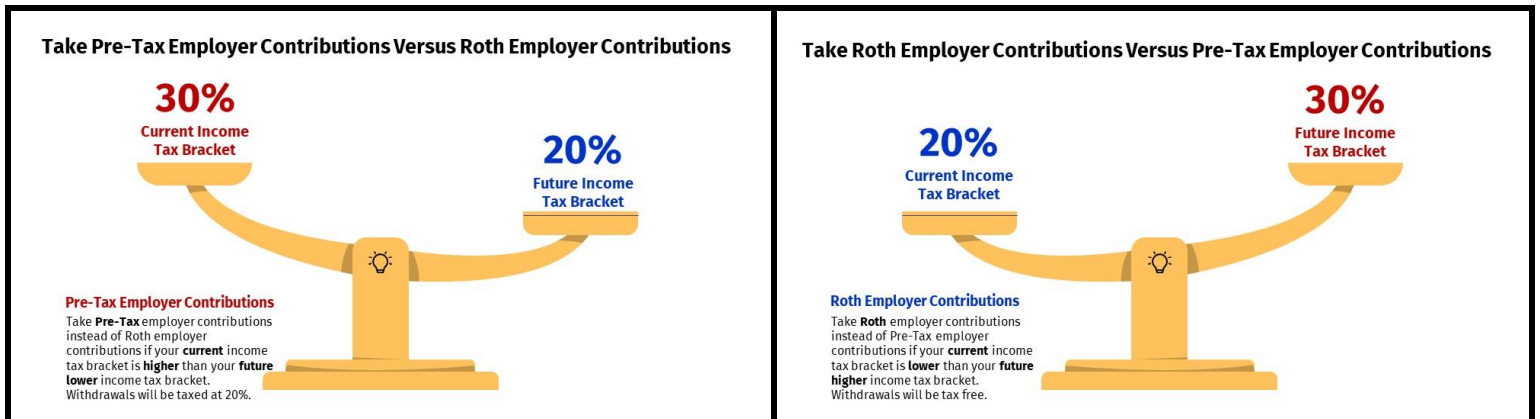 Take Pre-Tax Employer Contributions Versus Roth Employer Contributions
30%
Current Income
Tax Bracket
20%
Future Income
Tax Bracket
Pre-Tax Employer Contributions
Take Pre-Tax employer contributions
instead of Roth employer
contributions if your current income
tax bracket is higher than your future
lower income tax bracket.
Withdrawals will be taxed at 20%.
Take Roth Employer Contributions Versus Pre-Tax Employer Contributions
20%
Current Income
Tax Bracket
30%
Future Income
Tax Bracket
Roth Employer Contributions
Take Roth employer contributions
instead of Pre-Tax employer
contributions if your current income
tax bracket is lower than your future
higher income tax bracket.
Withdrawals will be tax free.